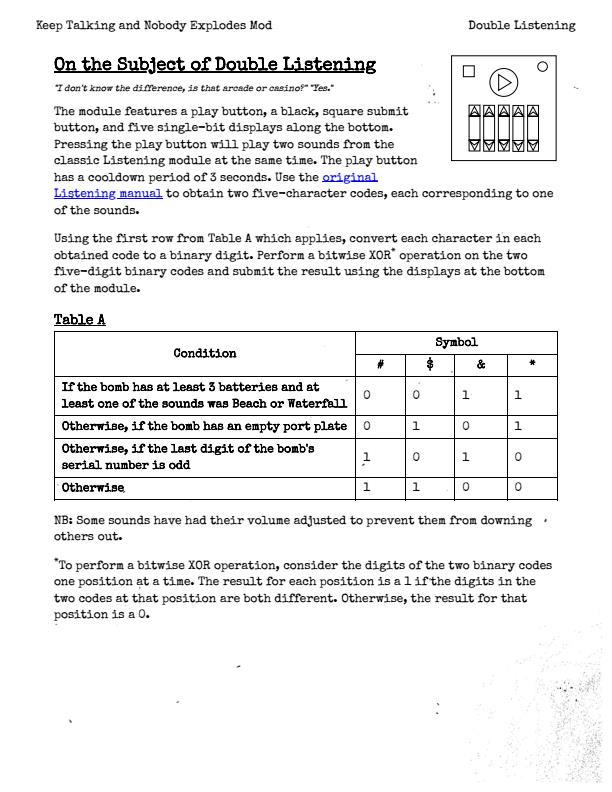 Keep Talking and Nobody Explodes Mod Double Listening
On the Subject of Double Listening
"I don't know the difference, is that arcade or casino?" "Yes."
The module features a play button, a black, square submit
button, and five single-bit displays along the bottom.
Pressing the play button will play two sounds from the
classic Listening module at the same time. The play button
has a cooldown period of 3 seconds. Use the original
Listening manual to obtain two five-character codes, each corresponding to one
of the sounds.
Using the first row from Table A which applies, convert each character in each
obtained code to a binary digit. Perform a bitwise XOR* operation on the two
five-digit binary codes and submit the result using the displays at the bottom
of the module.
Table A
Condition Symbol
# $ & *
If the bomb has at least 3 batteries and at
least one of the sounds was Beach or Waterfall 0 0 1 1
Otherwise, if the bomb has an empty port plate 0 1 0 1
Otherwise, if the last digit of the bomb's
serial number is odd 1 0 1 0
Otherwise 1 1 0 0
NB: Some sounds have had their volume adjusted to prevent them from downing
others out.
*To perform a bitwise XOR operation, consider the digits of the two binary codes
one position at a time. The result for each position is a 1 if the digits in the
two codes at that position are both different. Otherwise, the result for that
position is a 0.